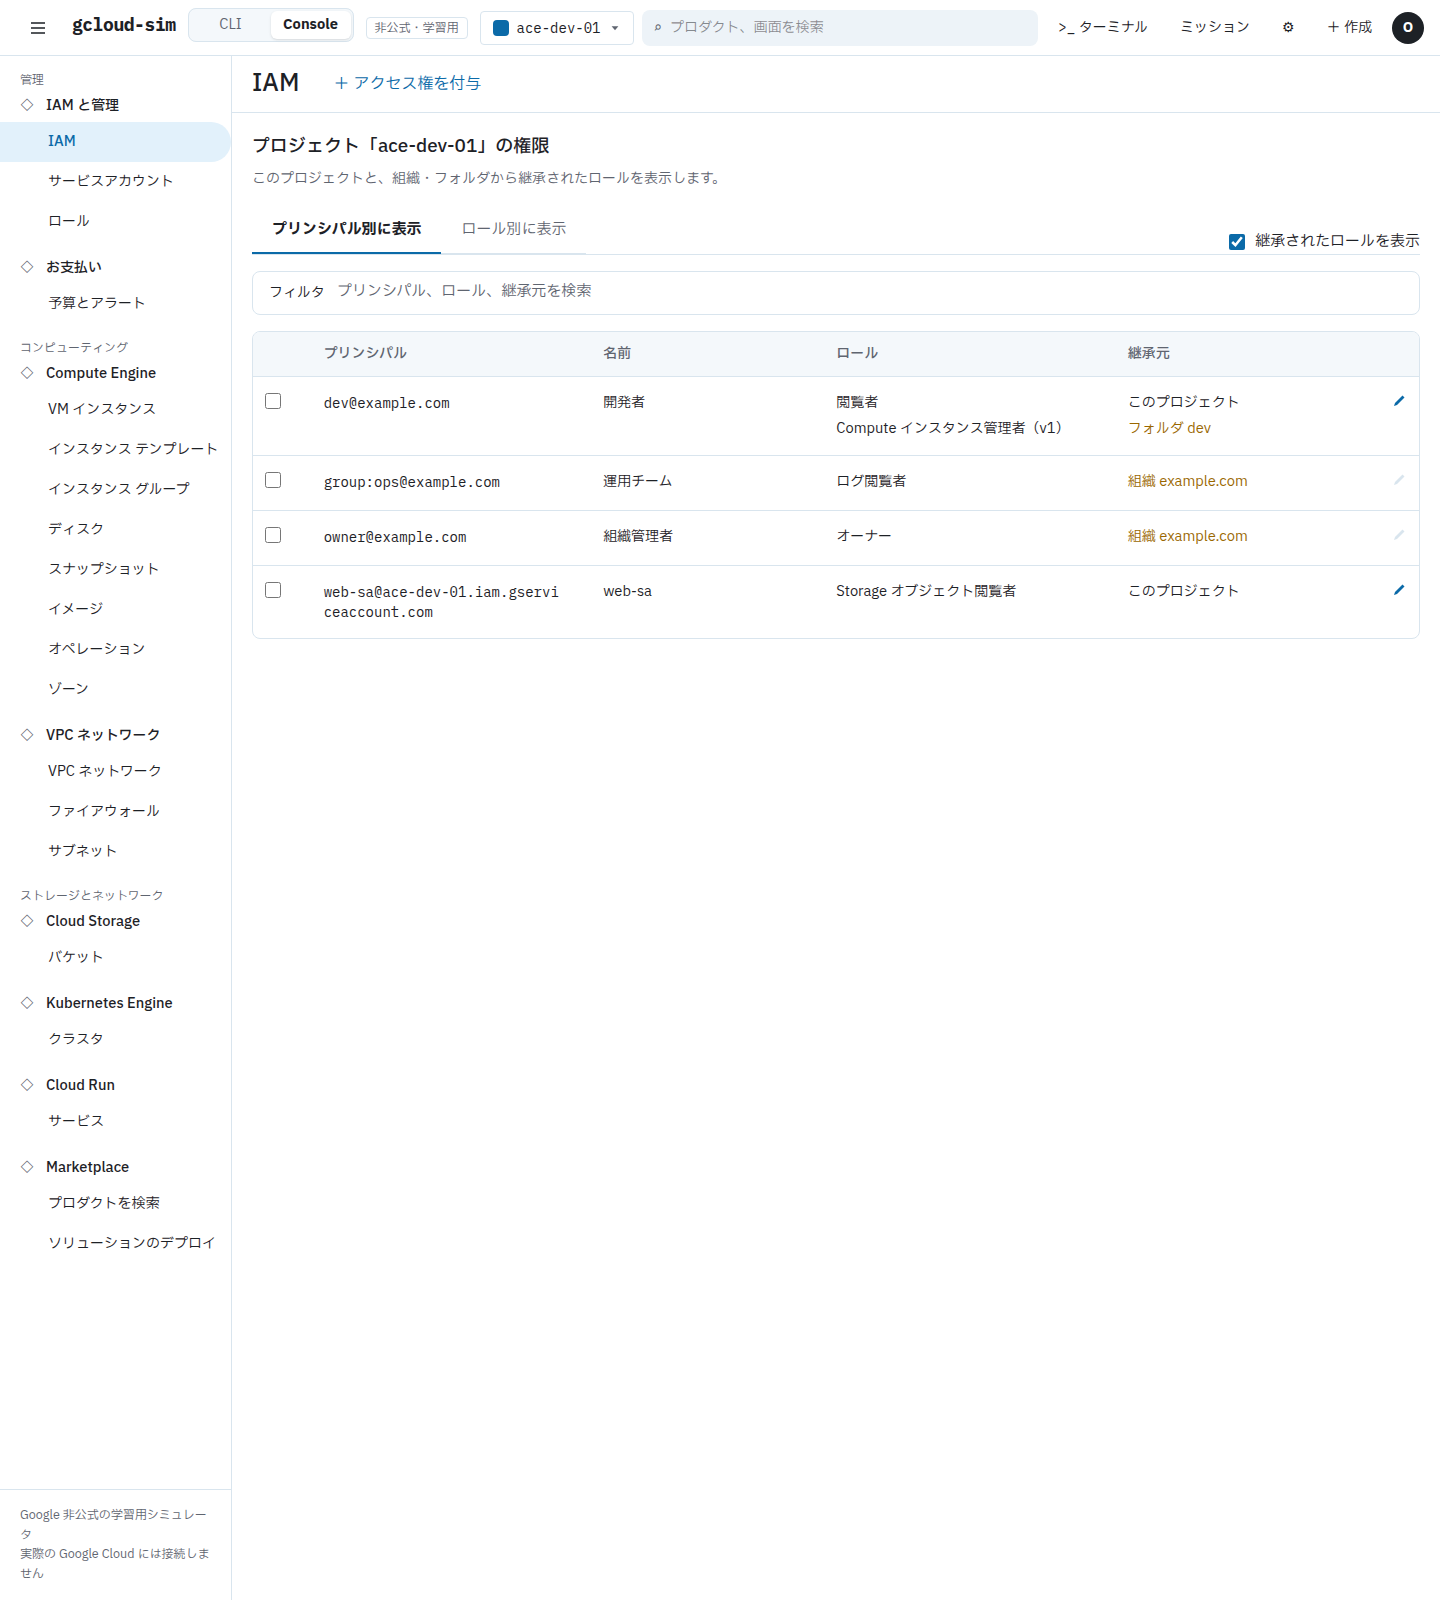 gcloud-sim CLI Console 非公式・学習用 ace-dev-01 プロダクト、画面を検索 >_ ターミナル ミッション ＋ 作成 O
管理
IAM と管理
IAM
サービスアカウント
ロール
お支払い
予算とアラート
コンピューティング
Compute Engine
VM インスタンス
インスタンス テンプレート
インスタンス グループ
ディスク
スナップショット
イメージ
オペレーション
ゾーン
VPC ネットワーク
VPC ネットワーク
ファイアウォール
サブネット
ストレージとネットワーク
Cloud Storage
バケット
Kubernetes Engine
クラスタ
Cloud Run
サービス
Marketplace
プロダクトを検索
ソリューションのデプロイ
Google 非公式の学習用シミュレー
タ
実際の Google Cloud には接続しま
せん
IAM ＋ アクセス権を付与
プロジェクト「ace-dev-01」の権限
このプロジェクトと、組織・フォルダから継承されたロールを表示します。
プリンシパル別に表示 ロール別に表示 継承されたロールを表示
フィルタ プリンシパル、ロール、継承元を検索
プリンシパル 名前 ロール 継承元
dev@example.com 開発者 閲覧者 このプロジェクト
Compute インスタンス管理者（v1） フォルダ dev
group:ops@example.com 運用チーム ログ閲覧者 組織 example.com
owner@example.com 組織管理者 オーナー 組織 example.com
web-sa@ace-dev-01.iam.gservi web-sa Storage オブジェクト閲覧者 このプロジェクト
ceaccount.com